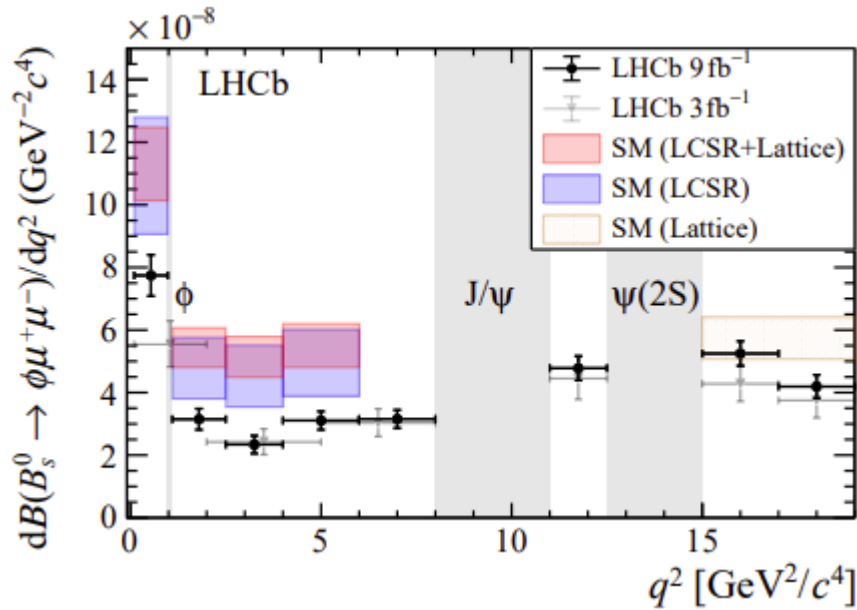 × 10⁻⁸
LHCb
LHCb 9 fb⁻¹
LHCb 3 fb⁻¹
SM (LCSR+Lattice)
SM (LCSR)
SM (Lattice)
ϕ
J/ψ
ψ(2S)
14
12
10
8
6
4
2
0
0 5 10 15
dB(B⁰ₛ → ϕμ⁺μ⁻)/dq² (GeV⁻²c⁴)
q² [GeV²/c⁴]